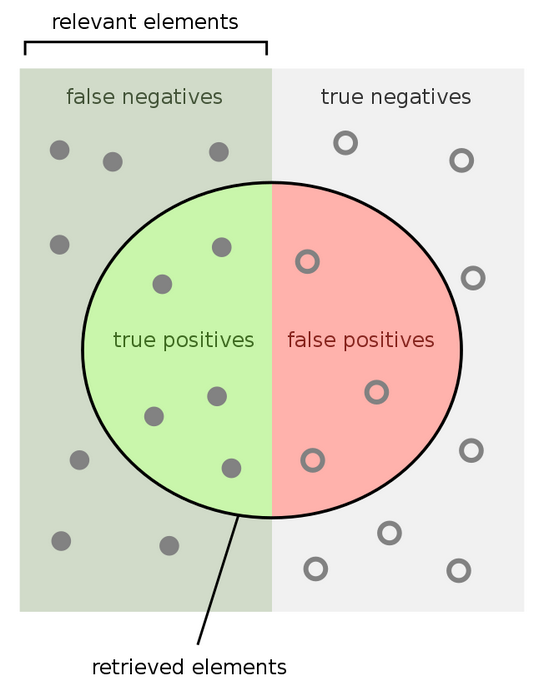 relevant elements
false negatives
true negatives
true positives
false positives
retrieved elements